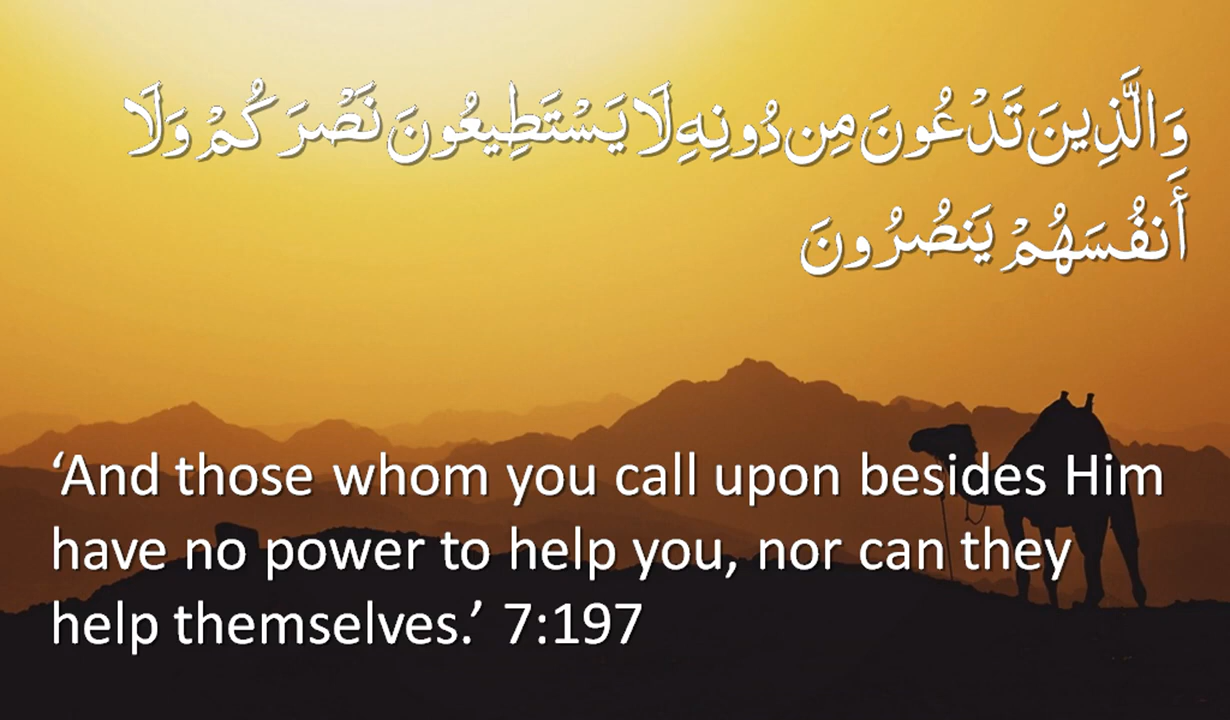 وَالَّذِينَ تَدْعُونَ مِن دُونِهِ لَا يَسْتَطِيعُونَ نَصْرَكُمْ وَلَا
أَنفُسَهُمْ يَنصُرُونَ
‘And those whom you call upon besides Him
have no power to help you, nor can they
help themselves.’ 7:197